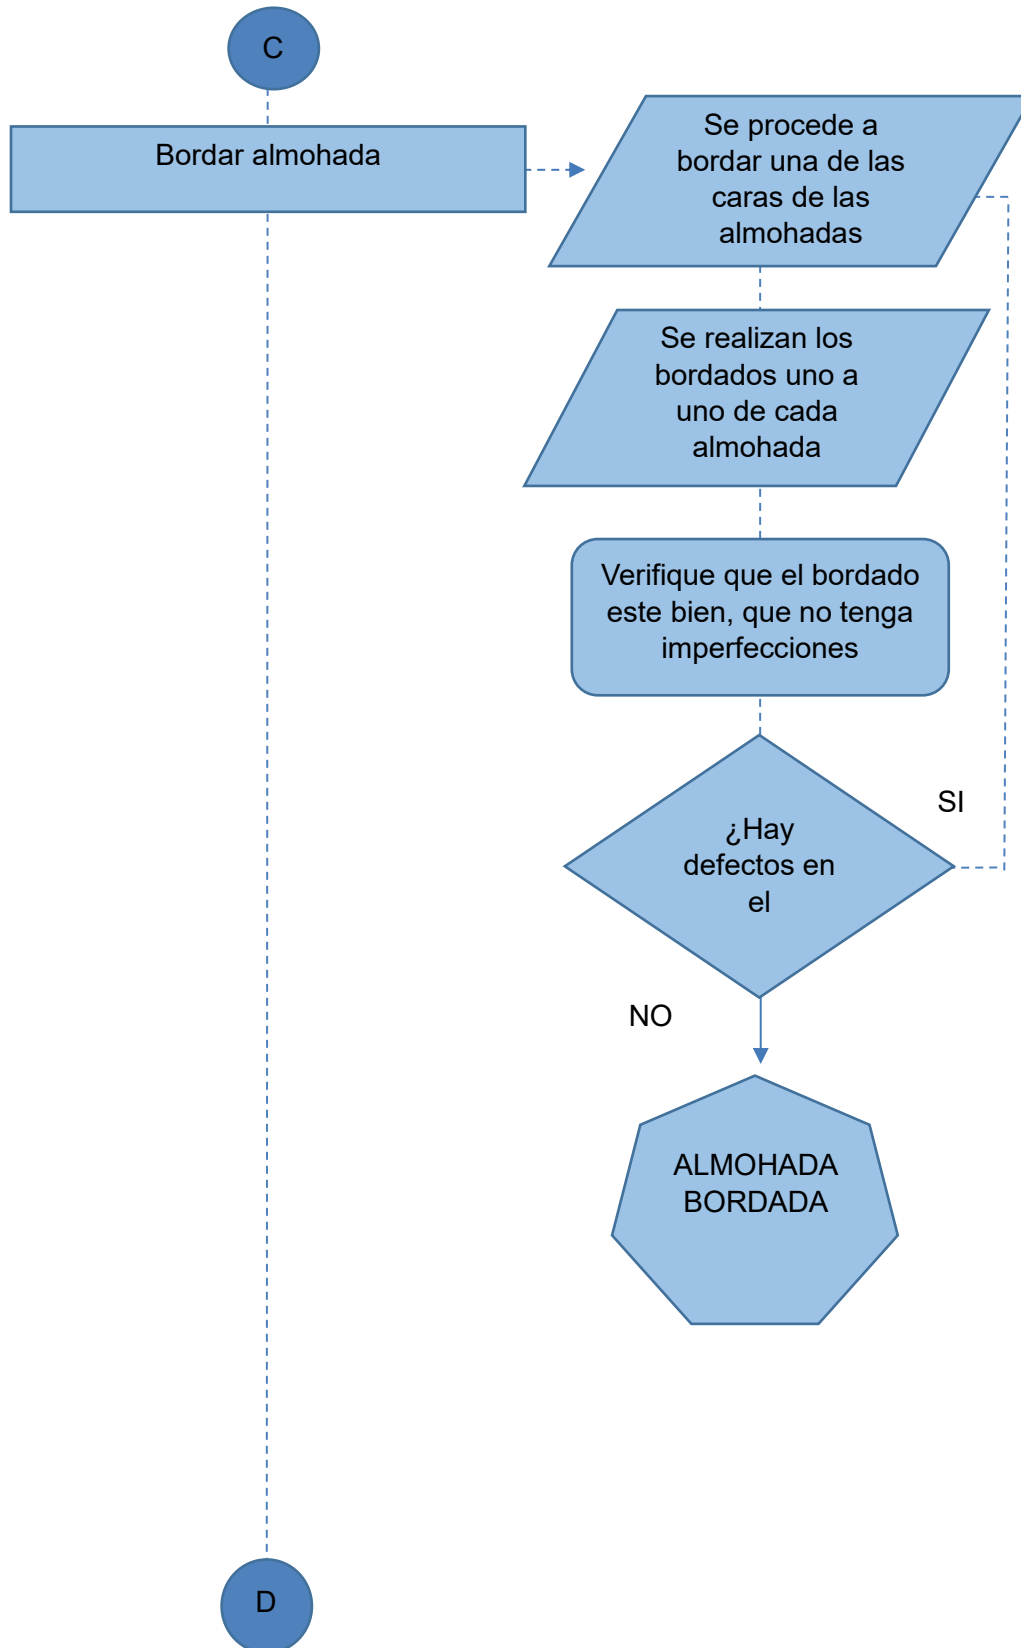 C
Bordar almohada
Se procede a
bordar una de las
caras de las
almohadas
Se realizan los
bordados uno a
uno de cada
almohada
Verifique que el bordado
este bien, que no tenga
imperfecciones
SI
¿Hay
defectos en
el
NO
ALMOHADA
BORDADA
D